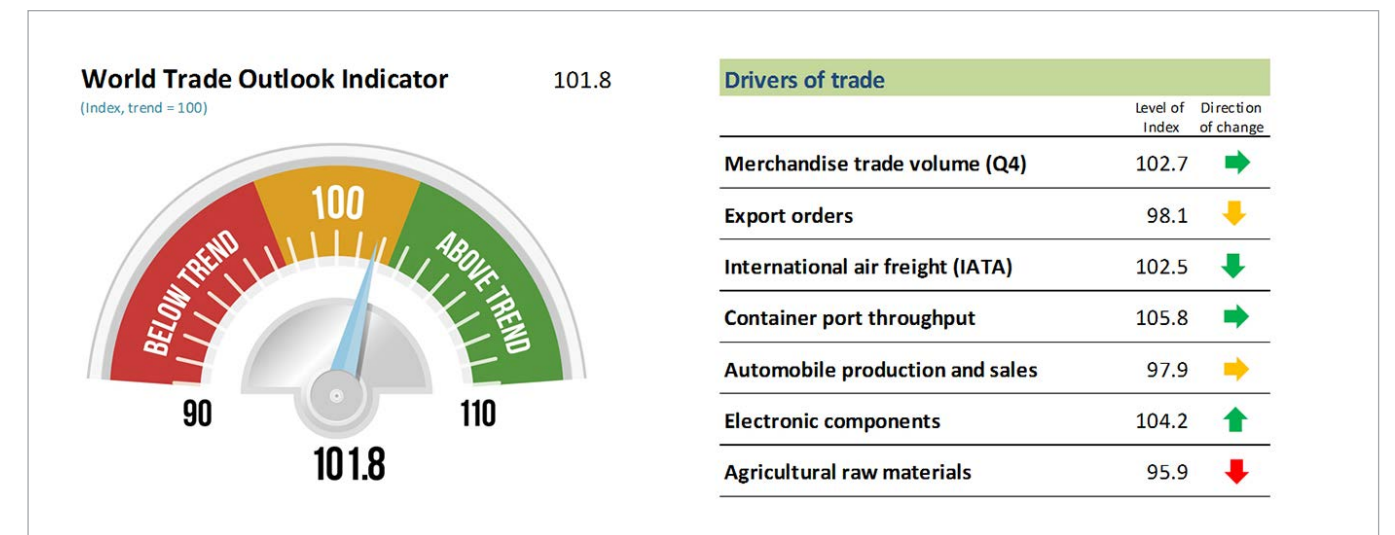 World Trade Outlook Indicator 101.8
(Index, trend = 100)
100
BELOW TREND
ABOVE TREND
90
110
101.8
Drivers of trade
Level of Index Direction of change
Merchandise trade volume (Q4) 102.7
Export orders 98.1
International air freight (IATA) 102.5
Container port throughput 105.8
Automobile production and sales 97.9
Electronic components 104.2
Agricultural raw materials 95.9